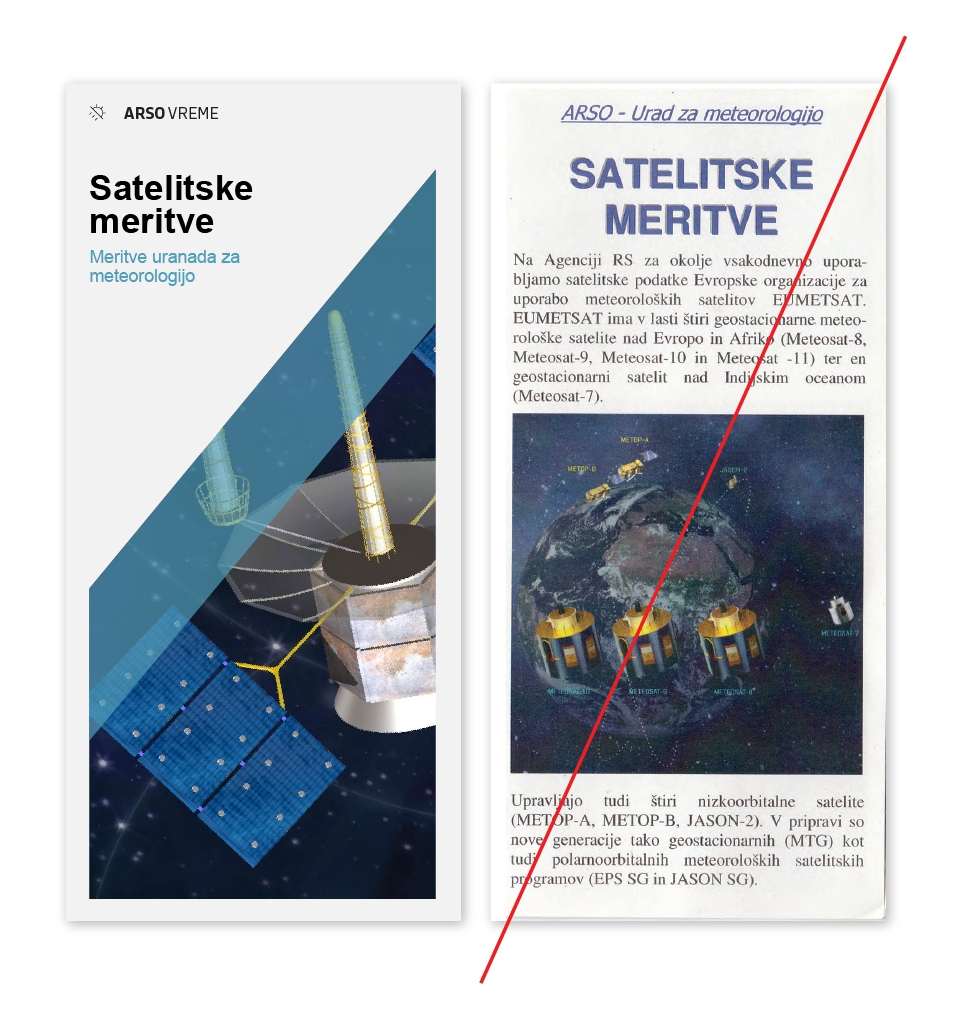 ARSO VREME
Satelitske
meritve
Meritve uranada za
meteorologijo
ARSO - Urad za meteorologijo
SATELITSKE
MERITVE
Na Agenciji RS za okolje vsakodnevno upora-
bljamo satelitske podatke Evropske organizacije za
uporabo meteoroloških satelitov EUMETSAT.
EUMETSAT ima v lasti štiri geostacionarne meteo-
rološke satelite nad Evropo in Afriko (Meteosat-8,
Meteosat-9, Meteosat-10 in Meteosat -11) ter en
geostacionarni satelit nad Indijskim oceanom
(Meteosat-7).
METOP-A
METOP-B
JASON-2
METEOSAT-7
METEOSAT-10
METEOSAT-9
METEOSAT-8
Upravljajo tudi štiri nizkoorbitalne satelite
(METOP-A, METOP-B, JASON-2). V pripravi so
nove generacije tako geostacionarnih (MTG) kot
tudi polarnoorbitalnih meteoroloških satelitskih
programov (EPS SG in JASON SG).